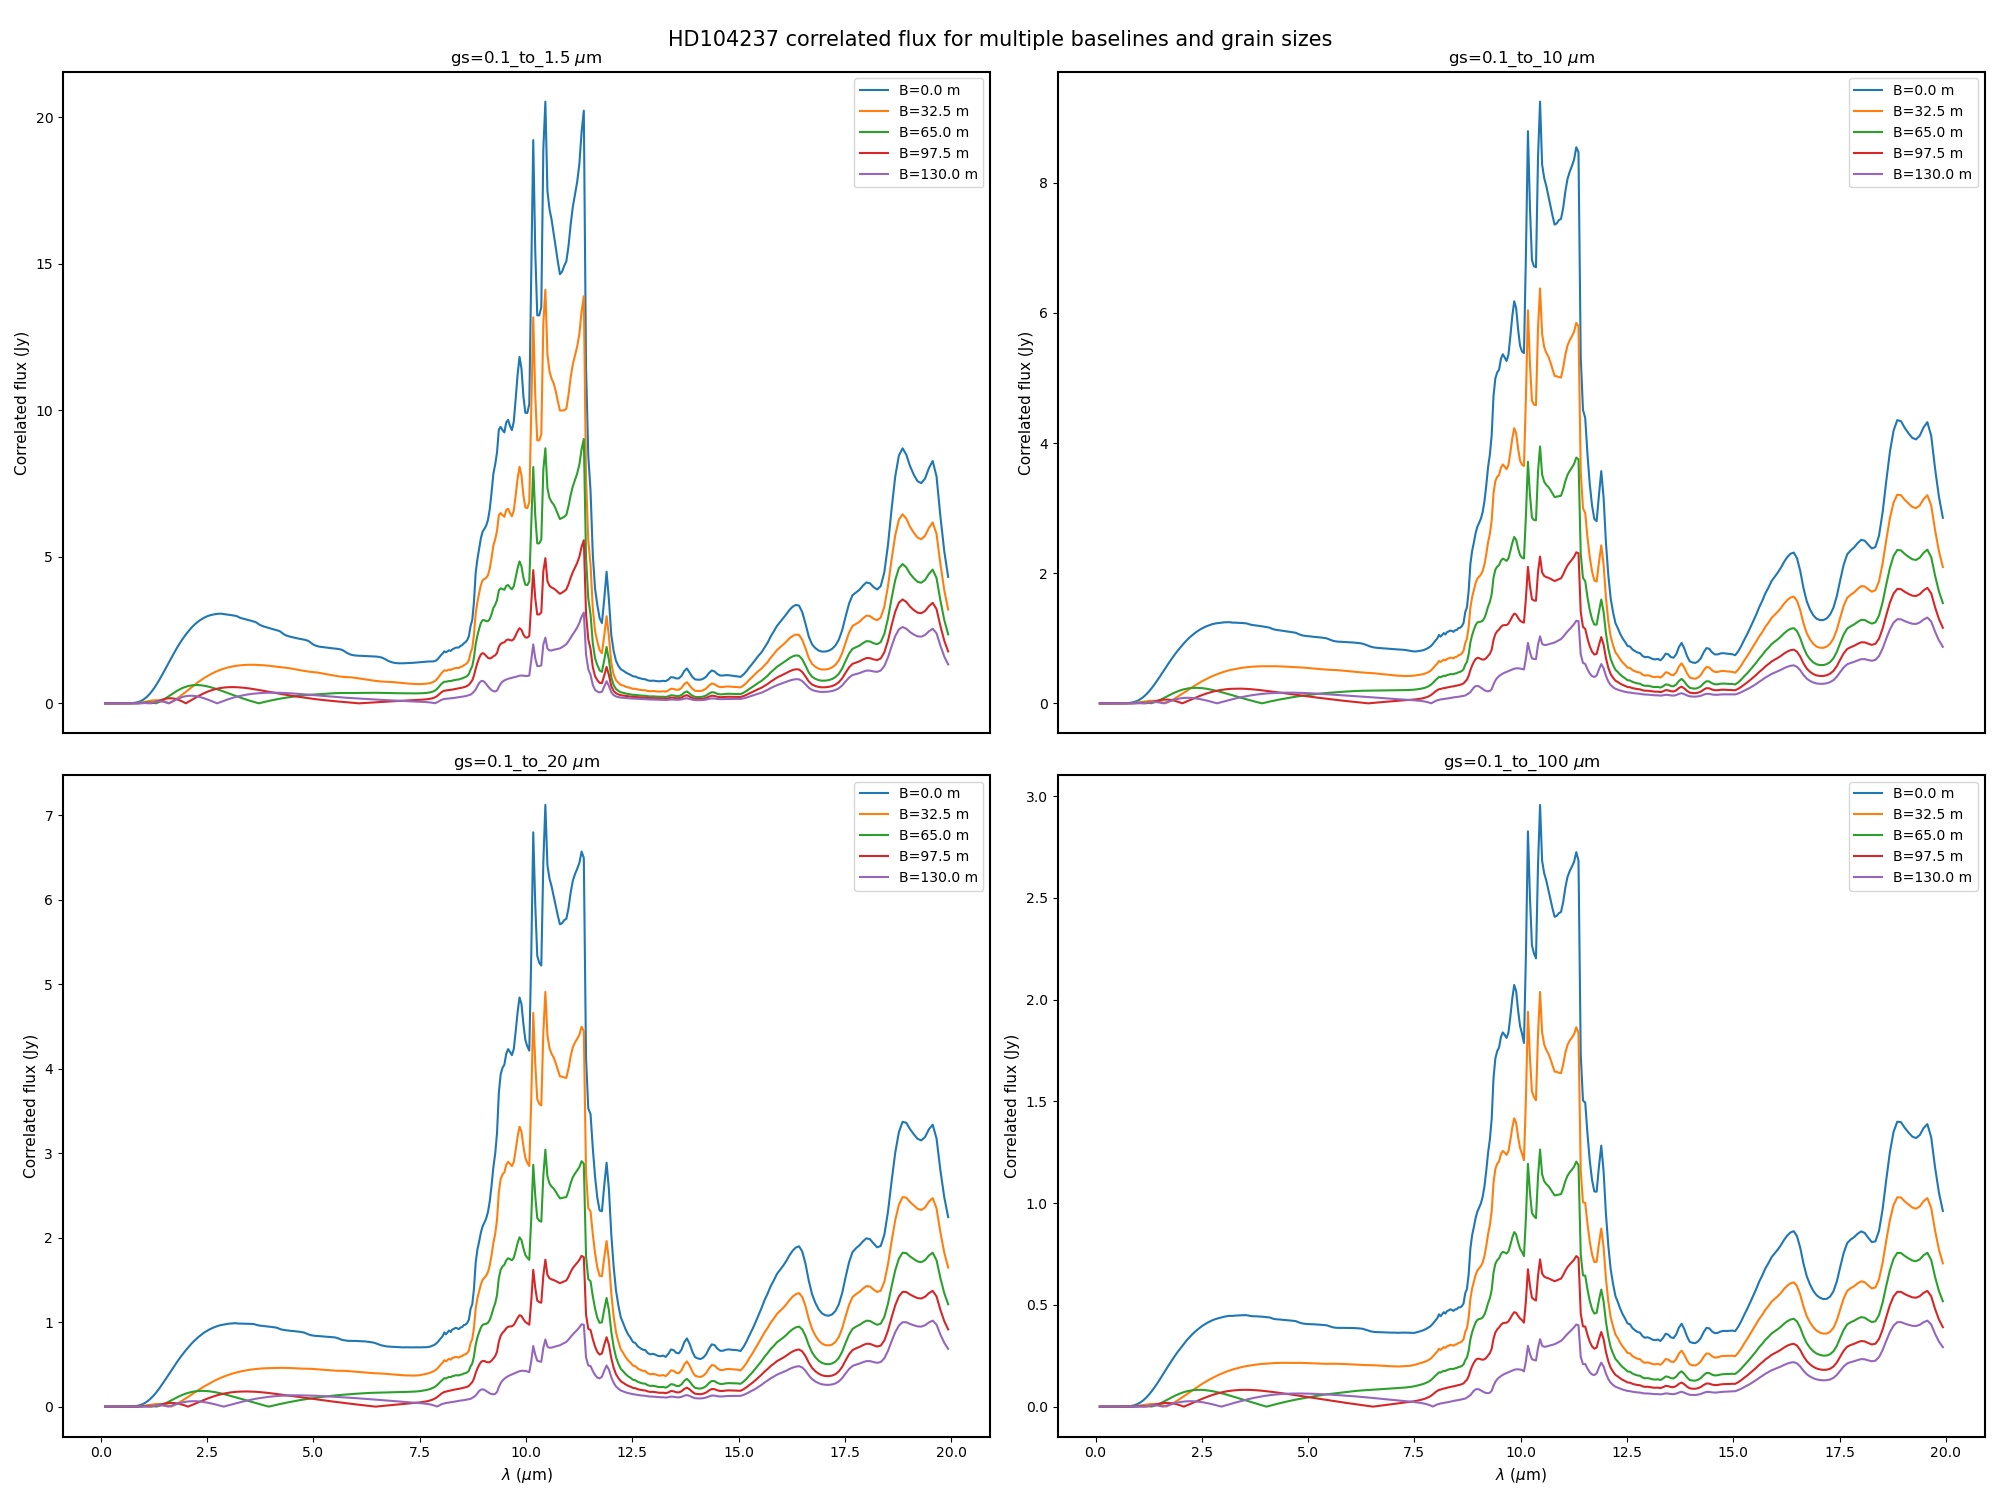 HD104237 correlated flux for multiple baselines and grain sizes
gs=0.1_to_1.5 μm
Correlated flux (Jy)
20
15
10
5
0
B=0.0 m
B=32.5 m
B=65.0 m
B=97.5 m
B=130.0 m
gs=0.1_to_10 μm
Correlated flux (Jy)
8
6
4
2
0
B=0.0 m
B=32.5 m
B=65.0 m
B=97.5 m
B=130.0 m
gs=0.1_to_20 μm
Correlated flux (Jy)
7
6
5
4
3
2
1
0
B=0.0 m
B=32.5 m
B=65.0 m
B=97.5 m
B=130.0 m
0.0 2.5 5.0 7.5 10.0 12.5 15.0 17.5 20.0
λ (μm)
gs=0.1_to_100 μm
Correlated flux (Jy)
3.0
2.5
2.0
1.5
1.0
0.5
0.0
B=0.0 m
B=32.5 m
B=65.0 m
B=97.5 m
B=130.0 m
0.0 2.5 5.0 7.5 10.0 12.5 15.0 17.5 20.0
λ (μm)